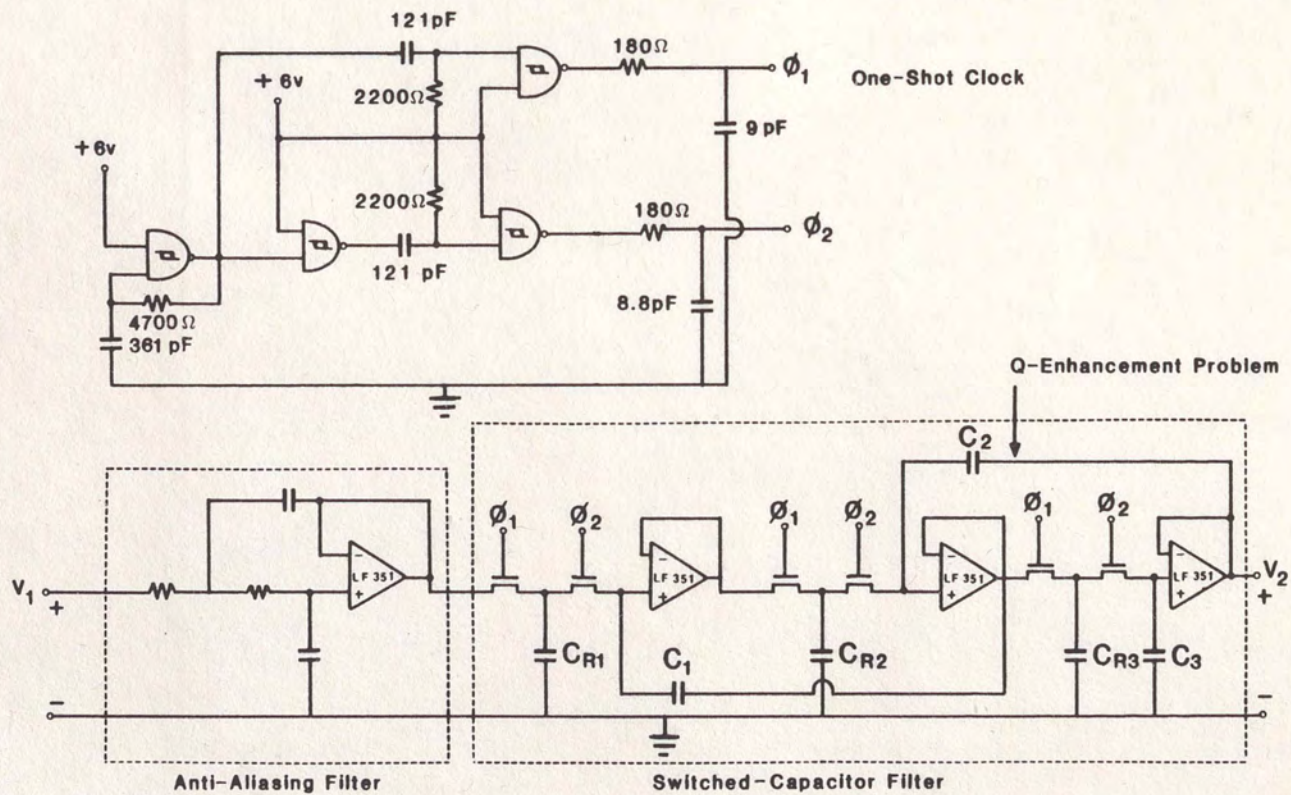 121pF
180Ω
Ø1
One-Shot Clock
+ 6v
2200Ω
9 pF
+6v
2200Ω
180Ω
Ø2
121 pF
8.8pF
4700Ω
361 pF
Q-Enhancement Problem
C2
Ø1
Ø2
Ø1
Ø2
Ø1
Ø2
V1
+
-
+
LF 351
-
+
LF 351
-
+
LF 351
-
+
LF 351
V2
+
CR1
C1
CR2
CR3
C3
-
-
Anti-Aliasing Filter
Switched-Capacitor Filter